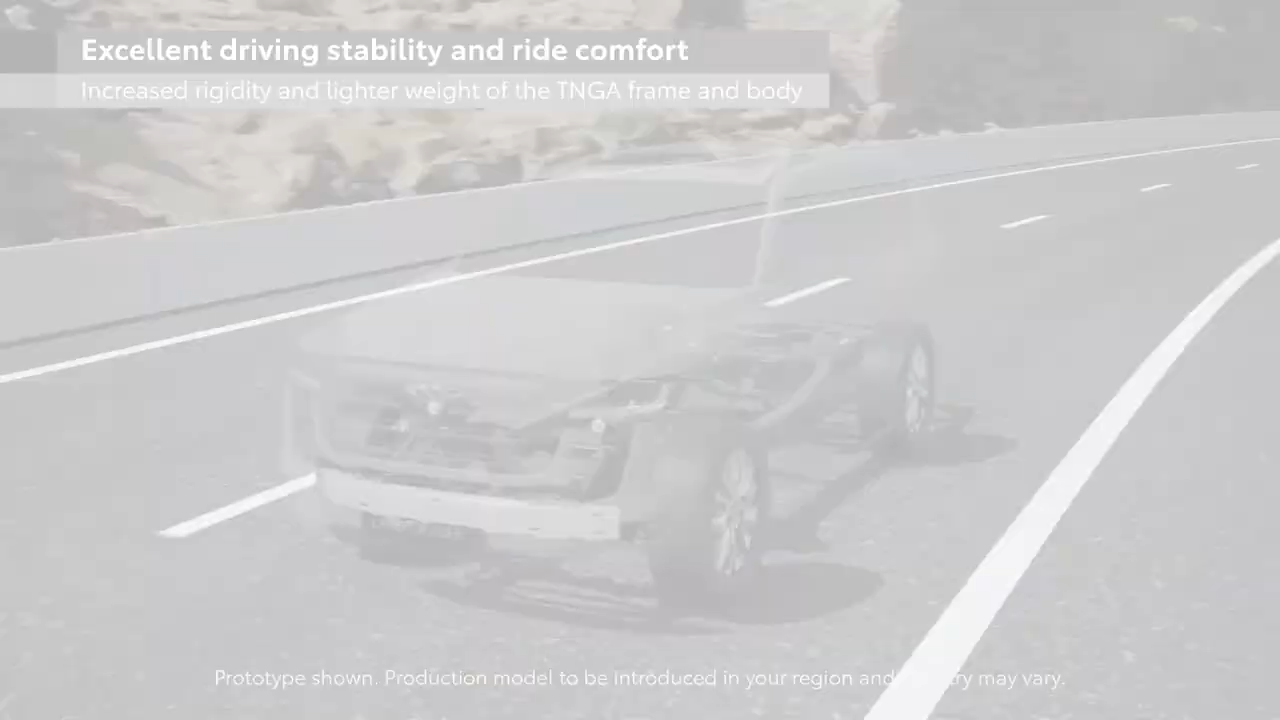 Excellent driving stability and ride comfort
Increased rigidity and lighter weight of the TNGA frame and body
Prototype shown. Production model to be introduced in your region and may vary.